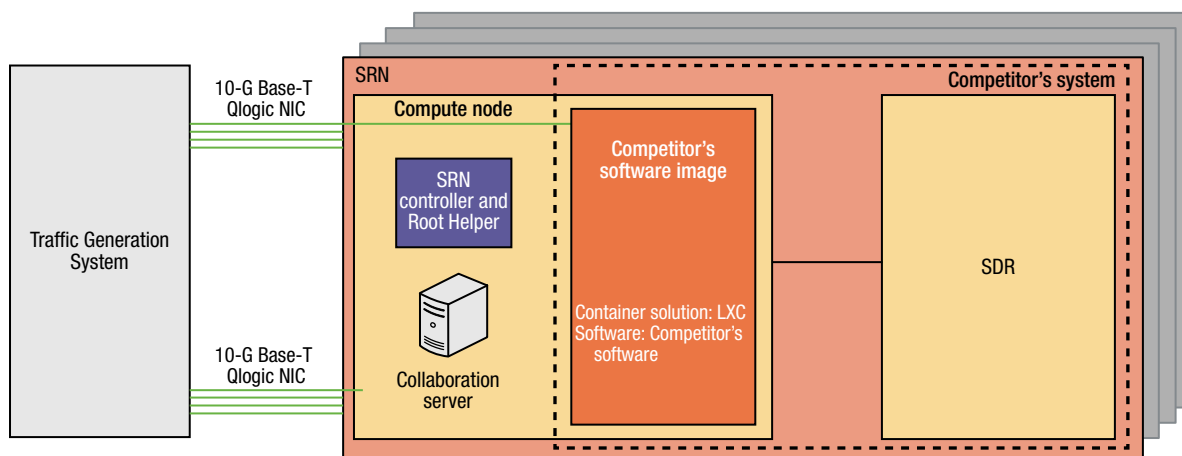 SRN
Competitor's system
10-G Base-T
Qlogic NIC
Compute node
Competitor's
software image
SRN
controller and
Root Helper
Traffic Generation
System
SDR
Container solution: LXC
Software: Competitor's
software
10-G Base-T
Qlogic NIC
Collaboration
server